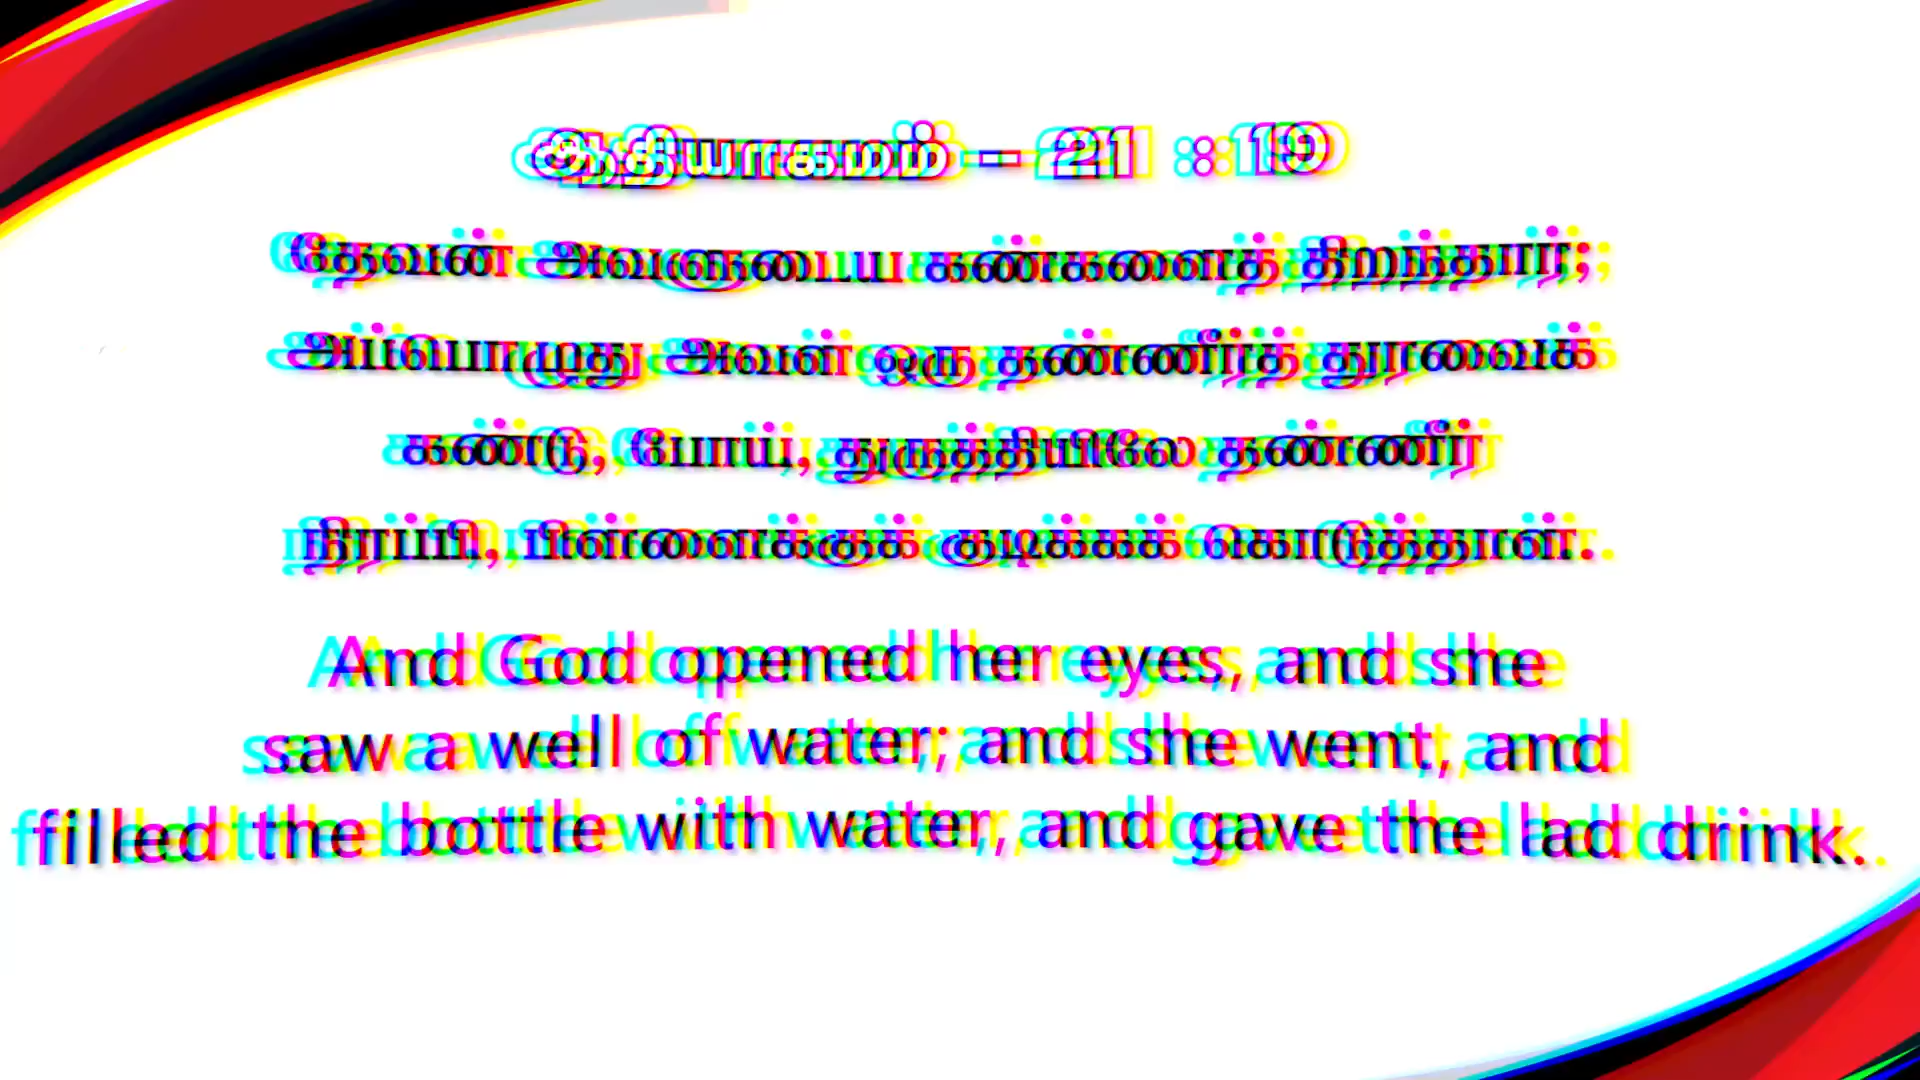 ஆதியாகமம் - 21 : 19
தேவன் அவளுடைய கண்களைத் திறந்தார்;
அப்பொழுது அவள் ஒரு தண்ணீர்த் துரவைக்
கண்டு, போய், துருத்தியிலே தண்ணீர்
நிரப்பி, பிள்ளைக்குக் குடிக்கக் கொடுத்தாள்.
And God opened her eyes, and she
saw a well of water; and she went, and
filled the bottle with water, and gave the lad drink.